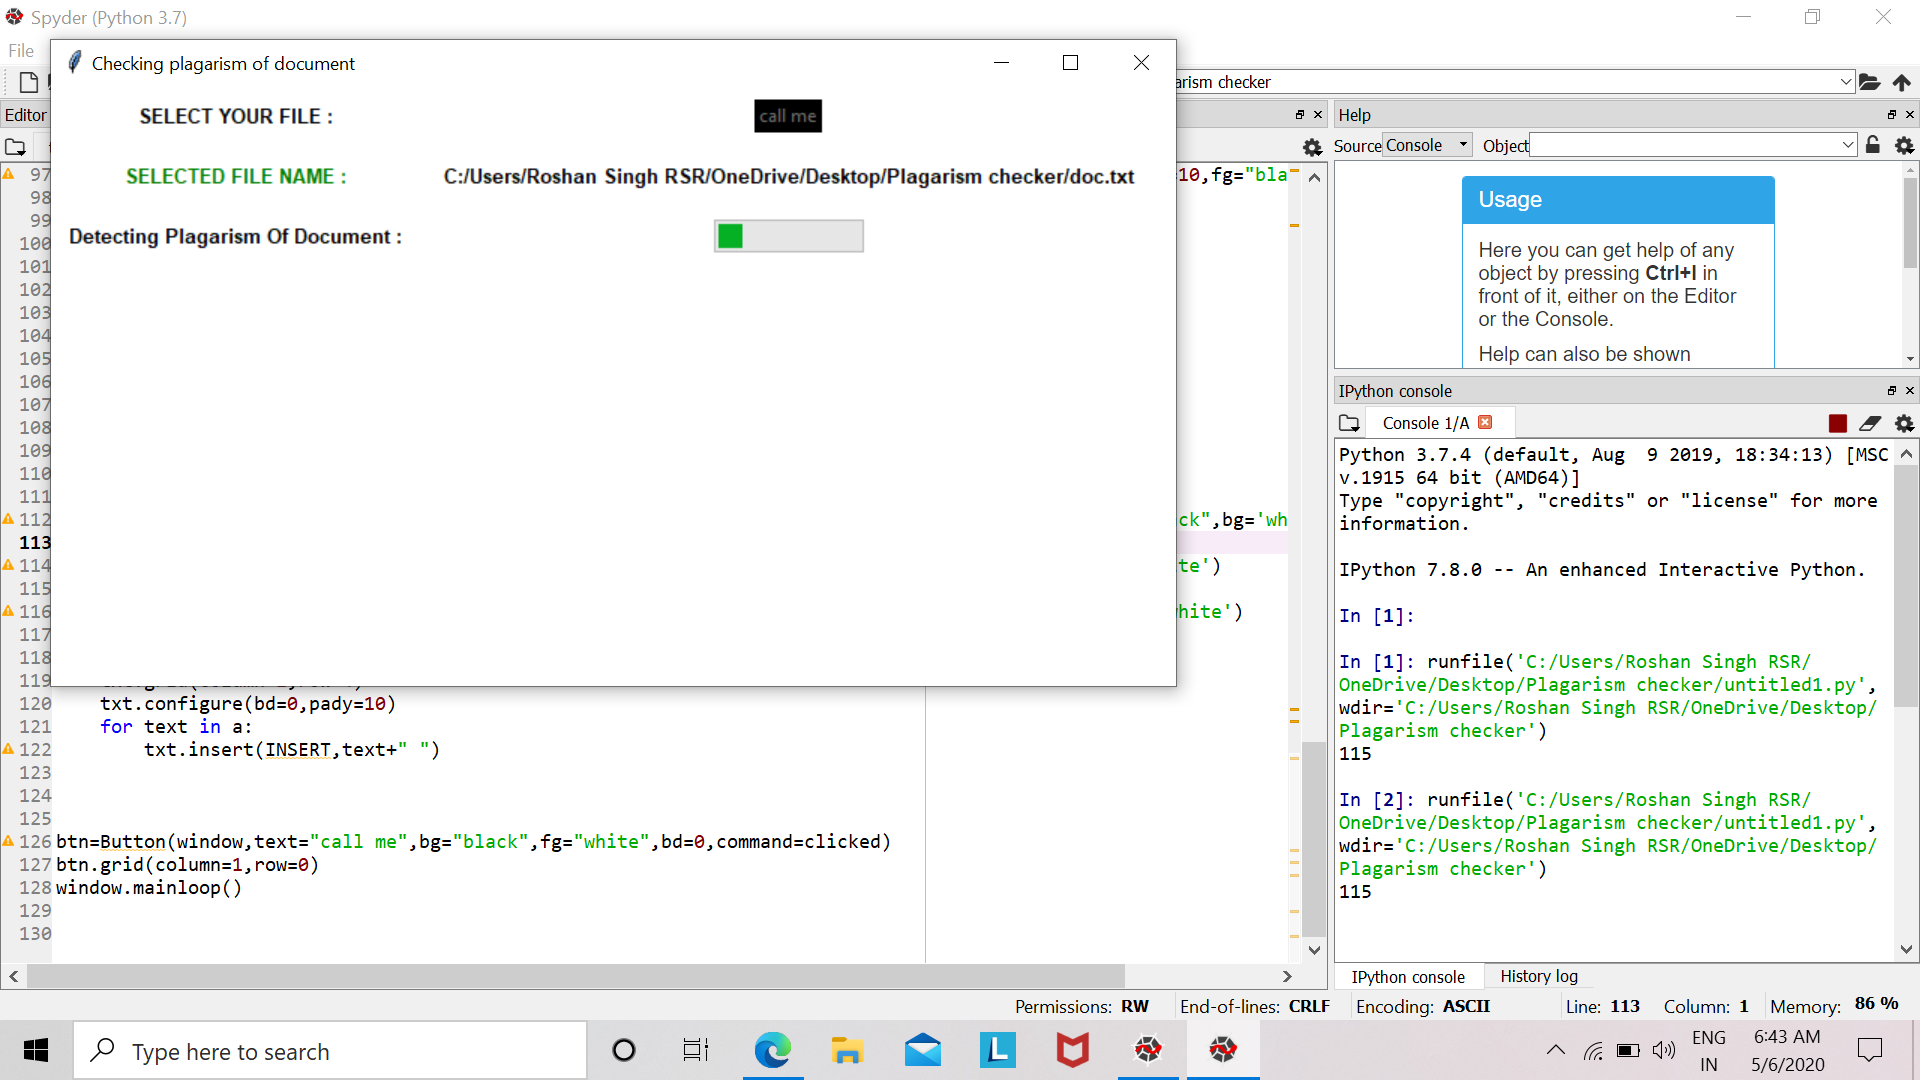 Spyder (Python 3.7)
File
Checking plagarism of document
SELECT YOUR FILE :
call me
SELECTED FILE NAME :
C:/Users/Roshan Singh RSR/OneDrive/Desktop/Plagarism checker/doc.txt
Detecting Plagarism Of Document :
arism checker
Editor
97
98
99
100
101
102
103
104
105
106
107
108
109
110
111
112
113
114
115
116
117
118
119
120
121
122
123
124
125
126
127
128
129
130
10,fg="bla
ck",bg='wh
te')
hite')
txt.configure(bd=0,pady=10)
for text in a:
txt.insert(INSERT,text+" ")
btn=Button(window,text="call me",bg="black",fg="white",bd=0,command=clicked)
btn.grid(column=1,row=0)
window.mainloop()
Help
Source Console Object
Usage
Here you can get help of any
object by pressing Ctrl+I in
front of it, either on the Editor
or the Console.
Help can also be shown
IPython console
Console 1/A
Python 3.7.4 (default, Aug  9 2019, 18:34:13) [MSC
v.1915 64 bit (AMD64)]
Type "copyright", "credits" or "license" for more
information.
IPython 7.8.0 -- An enhanced Interactive Python.
In [1]:
In [1]: runfile('C:/Users/Roshan Singh RSR/
OneDrive/Desktop/Plagarism checker/untitled1.py',
wdir='C:/Users/Roshan Singh RSR/OneDrive/Desktop/
Plagarism checker')
115
In [2]: runfile('C:/Users/Roshan Singh RSR/
OneDrive/Desktop/Plagarism checker/untitled1.py',
wdir='C:/Users/Roshan Singh RSR/OneDrive/Desktop/
Plagarism checker')
115
IPython console
History log
Permissions: RW End-of-lines: CRLF Encoding: ASCII Line: 113 Column: 1 Memory: 86 %
Type here to search
L
ENG
IN
6:43 AM
5/6/2020